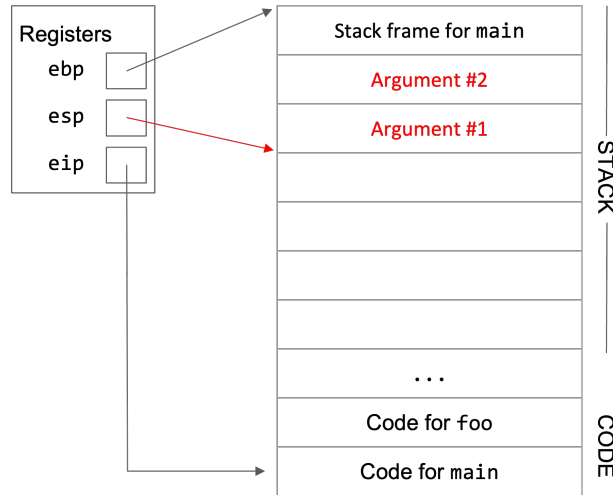 Registers
ebp
esp
eip
Stack frame for main
Argument #2
Argument #1
...
Code for foo
Code for main
STACK
CODE